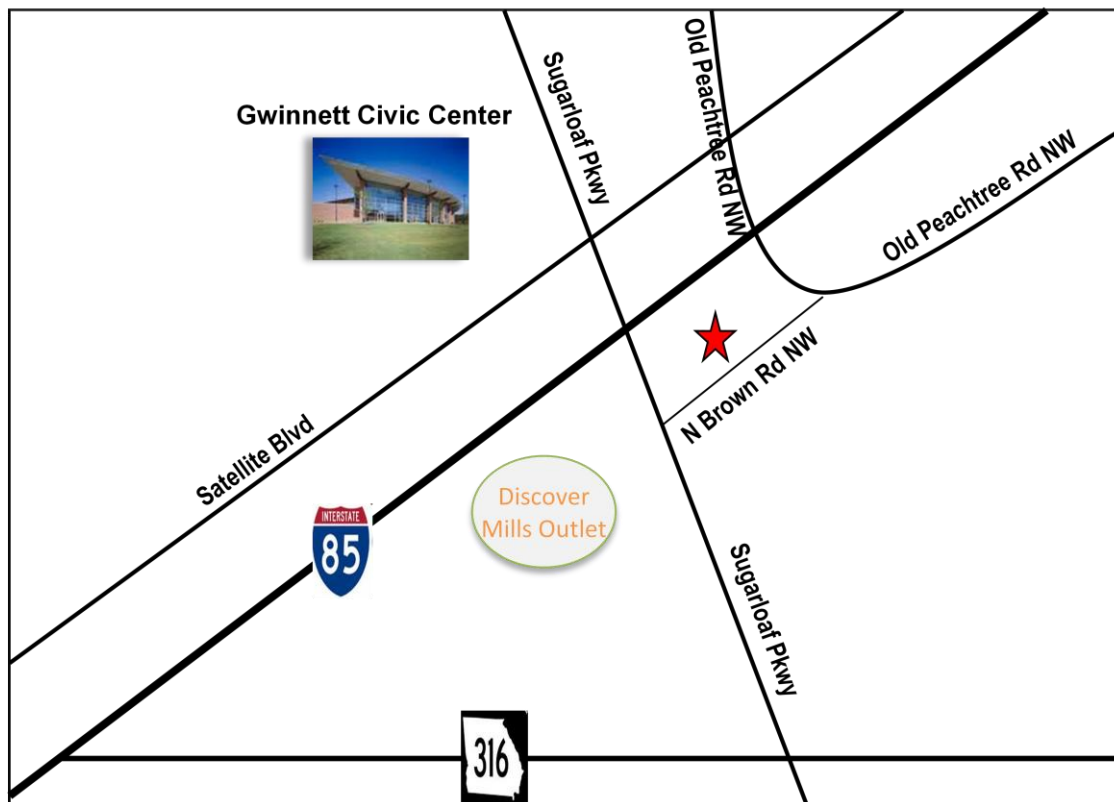 Old Peachtree Rd NW
Sugarloaf Pkwy
Gwinnett Civic Center
Old Peachtree Rd NW
N Brown Rd NW
Satellite Blvd
Discover
Mills Outlet
INTERSTATE
85
Sugarloaf Pkwy
316